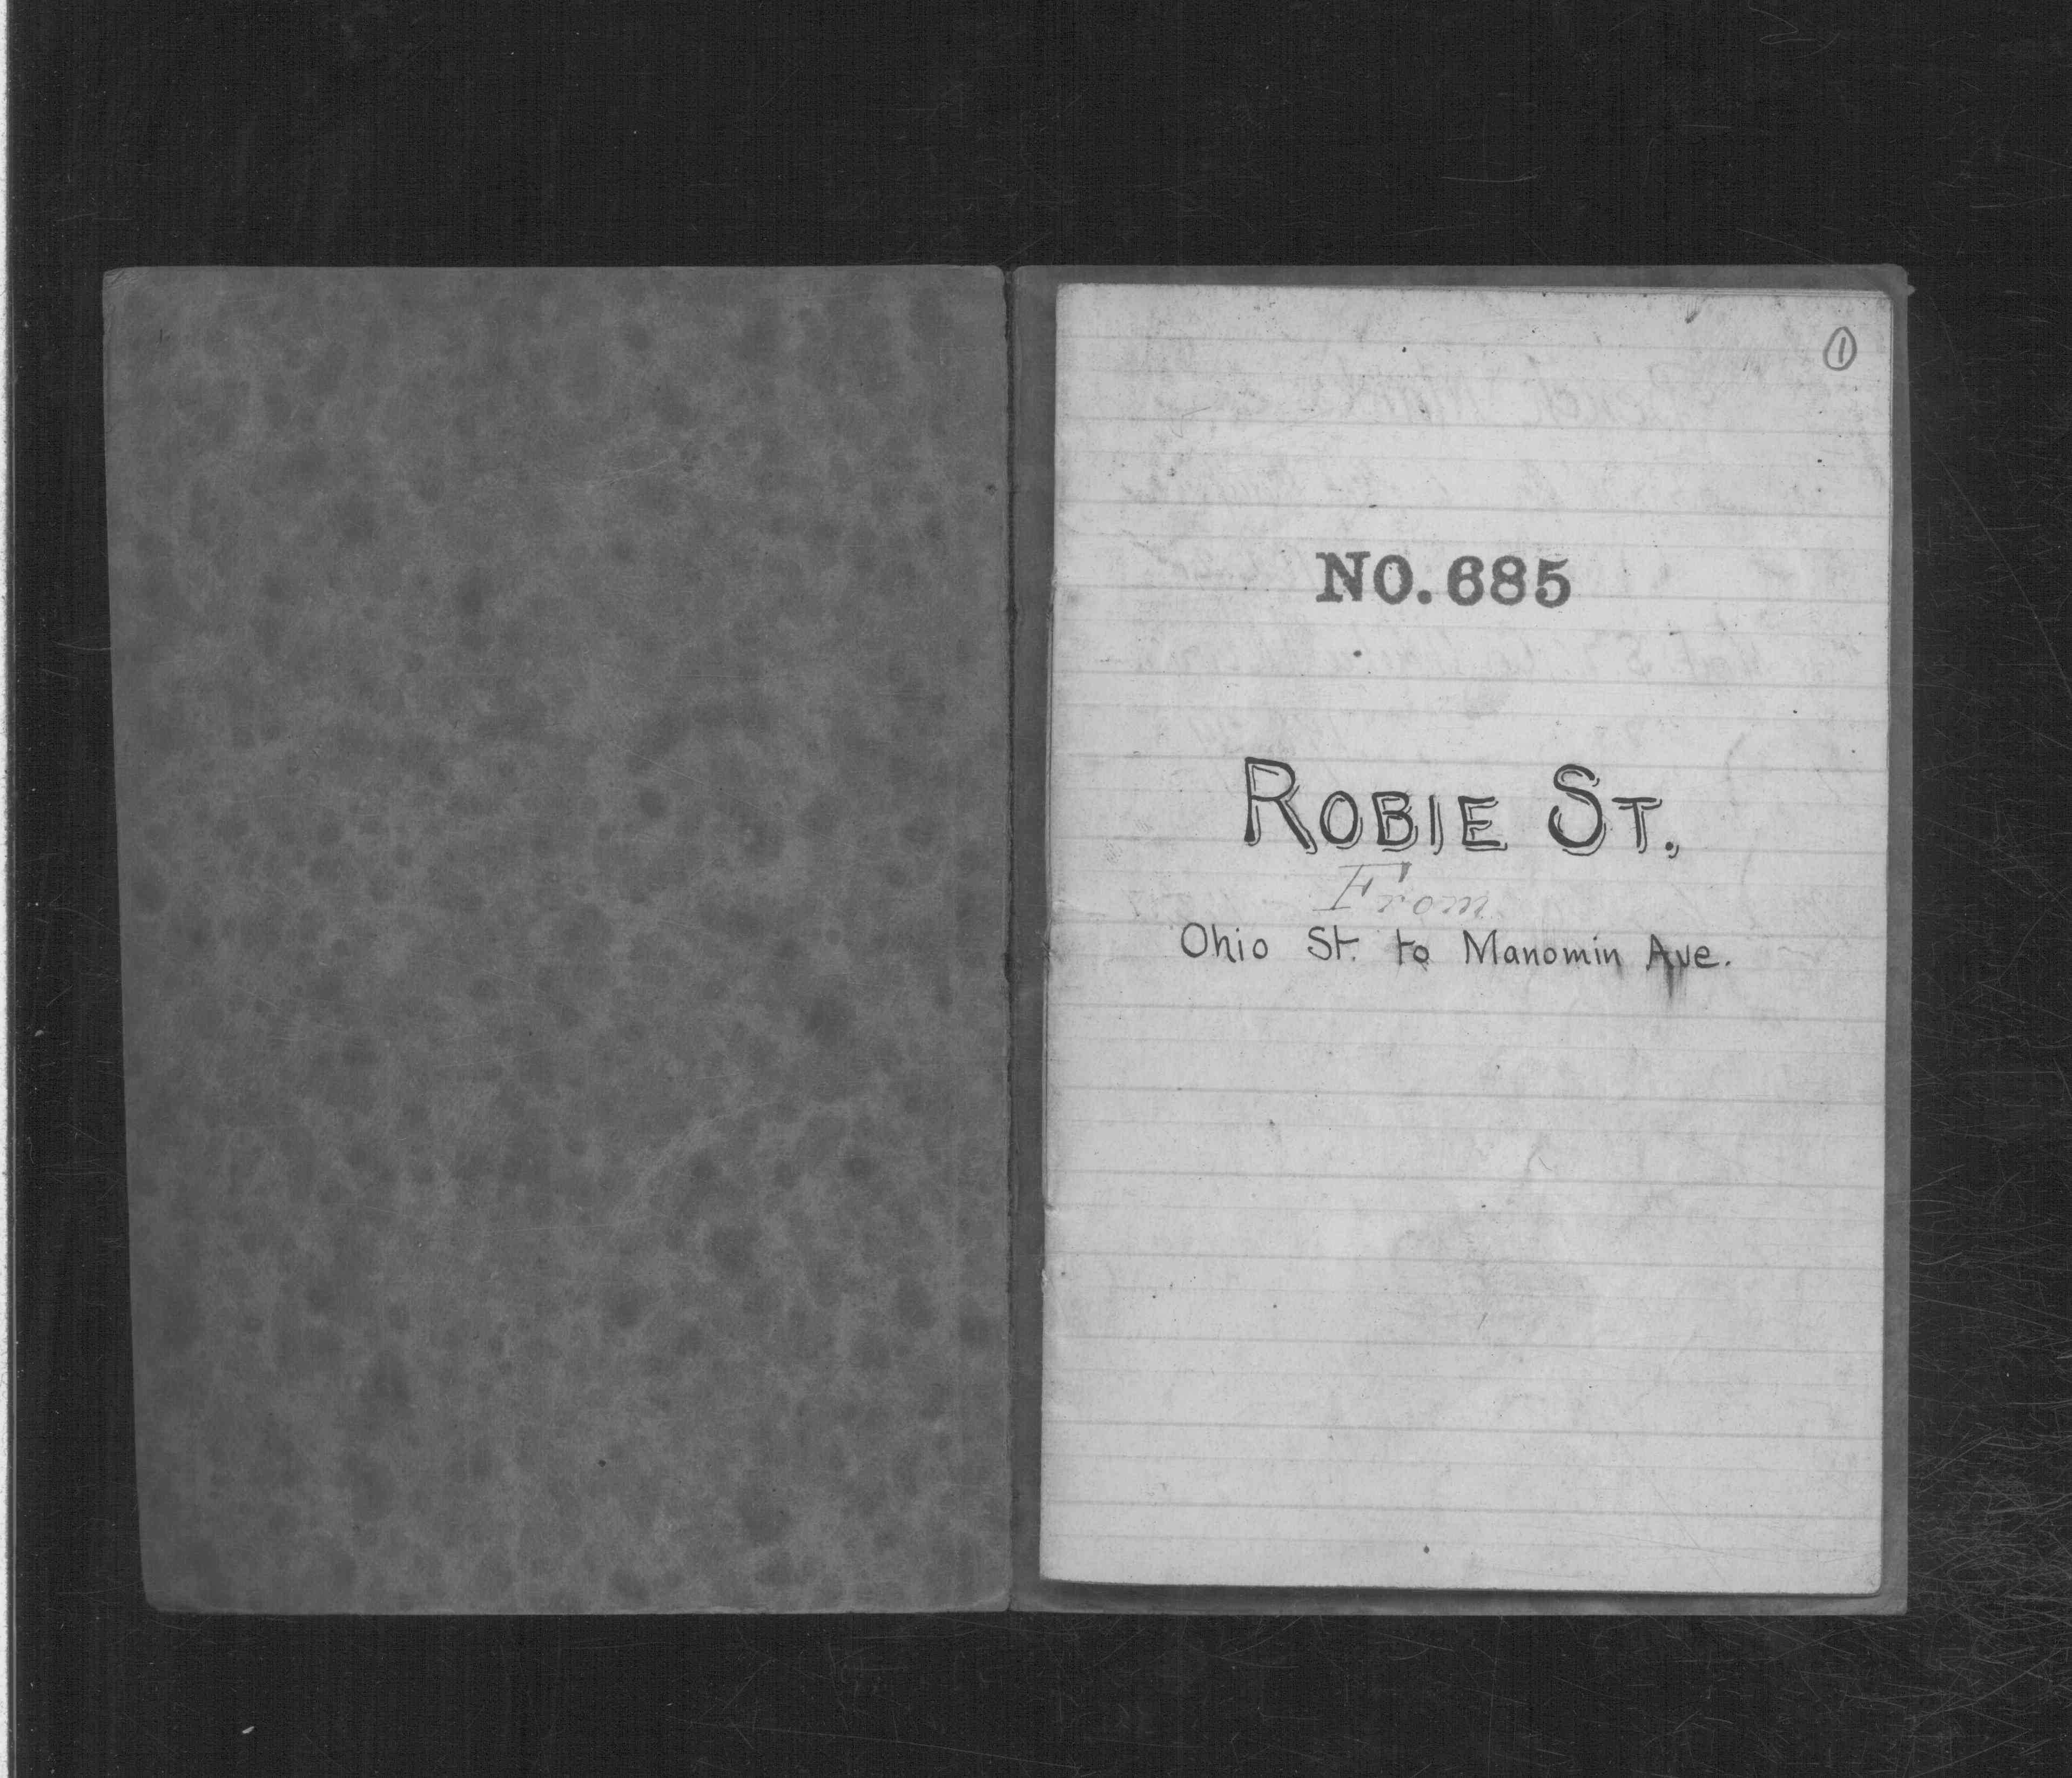 ①
NO. 685
ROBIE ST.
From
Ohio St. to Manomin Ave.